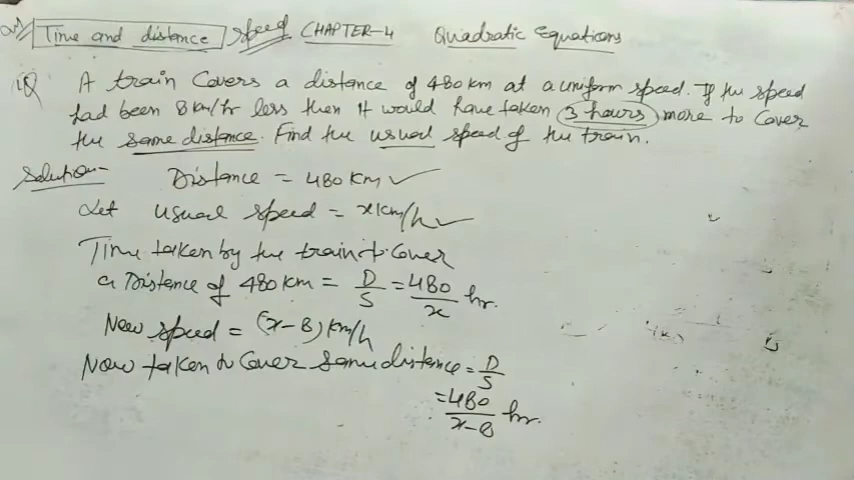 Time and distance speed CHAPTER-4 Quadratic Equations
A train Covers a distance of 480 km at a uniform speed. If the speed
had been 8 km/hr less then it would have taken 3 hours more to cover
the same distance. Find the usual speed of the train.
Solution- Distance = 480 km ✓
Let usual speed = x km/h ✓
Time taken by the train to Cover
a Distance of 480 km = D/S = 480/x hr.
New speed = (x-8) km/h
Now taken to Cover same distance = D/S
= 480/x-8 hr.